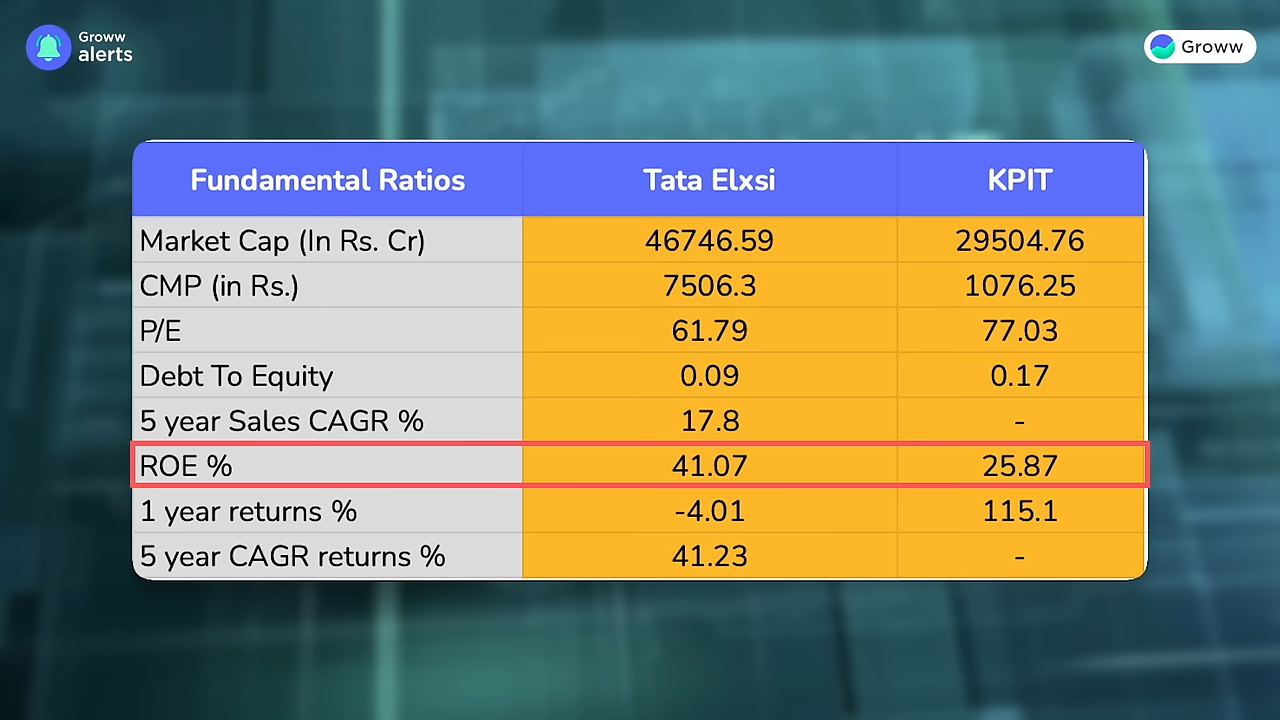 Groww
alerts
Groww
Fundamental Ratios Tata Elxsi KPIT
Market Cap (In Rs. Cr) 46746.59 29504.76
CMP (in Rs.) 7506.3 1076.25
P/E 61.79 77.03
Debt To Equity 0.09 0.17
5 year Sales CAGR % 17.8 -
ROE % 41.07 25.87
1 year returns % -4.01 115.1
5 year CAGR returns % 41.23 -